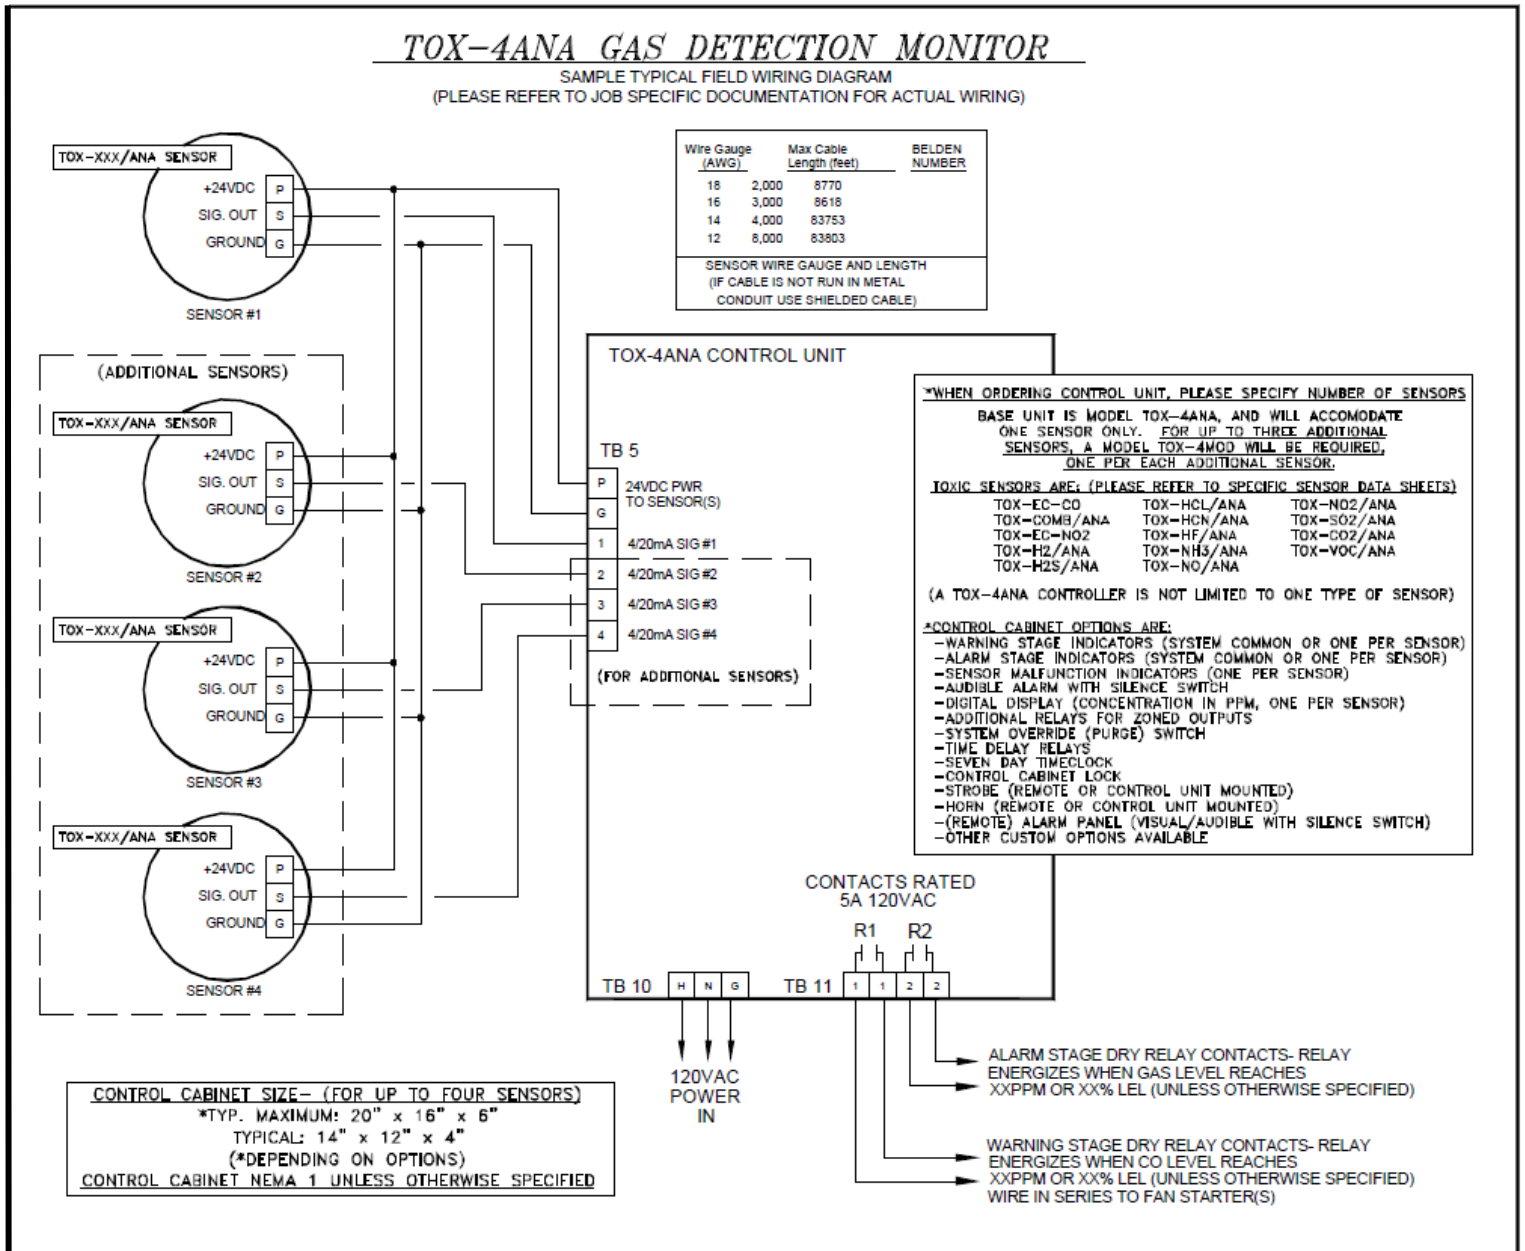 TOX-4ANA GAS DETECTION MONITOR
SAMPLE TYPICAL FIELD WIRING DIAGRAM
(PLEASE REFER TO JOB SPECIFIC DOCUMENTATION FOR ACTUAL WIRING)
TOX-XXX/ANA SENSOR
+24VDC P
SIG. OUT S
GROUND G
SENSOR #1
Wire Gauge Max Cable BELDEN
(AWG) Length (feet) NUMBER
18 2,000 8770
16 3,000 8618
14 4,000 83753
12 8,000 83803
SENSOR WIRE GAUGE AND LENGTH
(IF CABLE IS NOT RUN IN METAL
CONDUIT USE SHIELDED CABLE)
(ADDITIONAL SENSORS)
TOX-XXX/ANA SENSOR
+24VDC P
SIG. OUT S
GROUND G
SENSOR #2
TOX-XXX/ANA SENSOR
+24VDC P
SIG. OUT S
GROUND G
SENSOR #3
TOX-XXX/ANA SENSOR
+24VDC P
SIG. OUT S
GROUND G
SENSOR #4
TOX-4ANA CONTROL UNIT
TB 5
P 24VDC PWR
G TO SENSOR(S)
1 4/20mA SIG #1
2 4/20mA SIG #2
3 4/20mA SIG #3
4 4/20mA SIG #4
(FOR ADDITIONAL SENSORS)
*WHEN ORDERING CONTROL UNIT, PLEASE SPECIFY NUMBER OF SENSORS
BASE UNIT IS MODEL TOX-4ANA, AND WILL ACCOMODATE
ONE SENSOR ONLY. FOR UP TO THREE ADDITIONAL
SENSORS, A MODEL TOX-4MOD WILL BE REQUIRED,
ONE PER EACH ADDITIONAL SENSOR.
TOXIC SENSORS ARE: (PLEASE REFER TO SPECIFIC SENSOR DATA SHEETS)
TOX-EC-CO TOX-HCL/ANA TOX-NO2/ANA
TOX-COMB/ANA TOX-HCN/ANA TOX-SO2/ANA
TOX-EC-NO2 TOX-HF/ANA TOX-CO2/ANA
TOX-H2/ANA TOX-NH3/ANA TOX-VOC/ANA
TOX-H2S/ANA TOX-NO/ANA
(A TOX-4ANA CONTROLLER IS NOT LIMITED TO ONE TYPE OF SENSOR)
*CONTROL CABINET OPTIONS ARE:
-WARNING STAGE INDICATORS (SYSTEM COMMON OR ONE PER SENSOR)
-ALARM STAGE INDICATORS (SYSTEM COMMON OR ONE PER SENSOR)
-SENSOR MALFUNCTION INDICATORS (ONE PER SENSOR)
-AUDIBLE ALARM WITH SILENCE SWITCH
-DIGITAL DISPLAY (CONCENTRATION IN PPM, ONE PER SENSOR)
-ADDITIONAL RELAYS FOR ZONED OUTPUTS
-SYSTEM OVERRIDE (PURGE) SWITCH
-TIME DELAY RELAYS
-SEVEN DAY TIMECLOCK
-CONTROL CABINET LOCK
-STROBE (REMOTE OR CONTROL UNIT MOUNTED)
-HORN (REMOTE OR CONTROL UNIT MOUNTED)
-(REMOTE) ALARM PANEL (VISUAL/AUDIBLE WITH SILENCE SWITCH)
-OTHER CUSTOM OPTIONS AVAILABLE
CONTACTS RATED
5A 120VAC
R1 R2
TB 10 H N G TB 11 1 1 2 2
120VAC
POWER
IN
ALARM STAGE DRY RELAY CONTACTS- RELAY
ENERGIZES WHEN GAS LEVEL REACHES
XXPPM OR XX% LEL (UNLESS OTHERWISE SPECIFIED)
WARNING STAGE DRY RELAY CONTACTS- RELAY
ENERGIZES WHEN CO LEVEL REACHES
XXPPM OR XX% LEL (UNLESS OTHERWISE SPECIFIED)
WIRE IN SERIES TO FAN STARTER(S)
CONTROL CABINET SIZE- (FOR UP TO FOUR SENSORS)
*TYP. MAXIMUM: 20" x 16" x 6"
TYPICAL: 14" x 12" x 4"
(*DEPENDING ON OPTIONS)
CONTROL CABINET NEMA 1 UNLESS OTHERWISE SPECIFIED